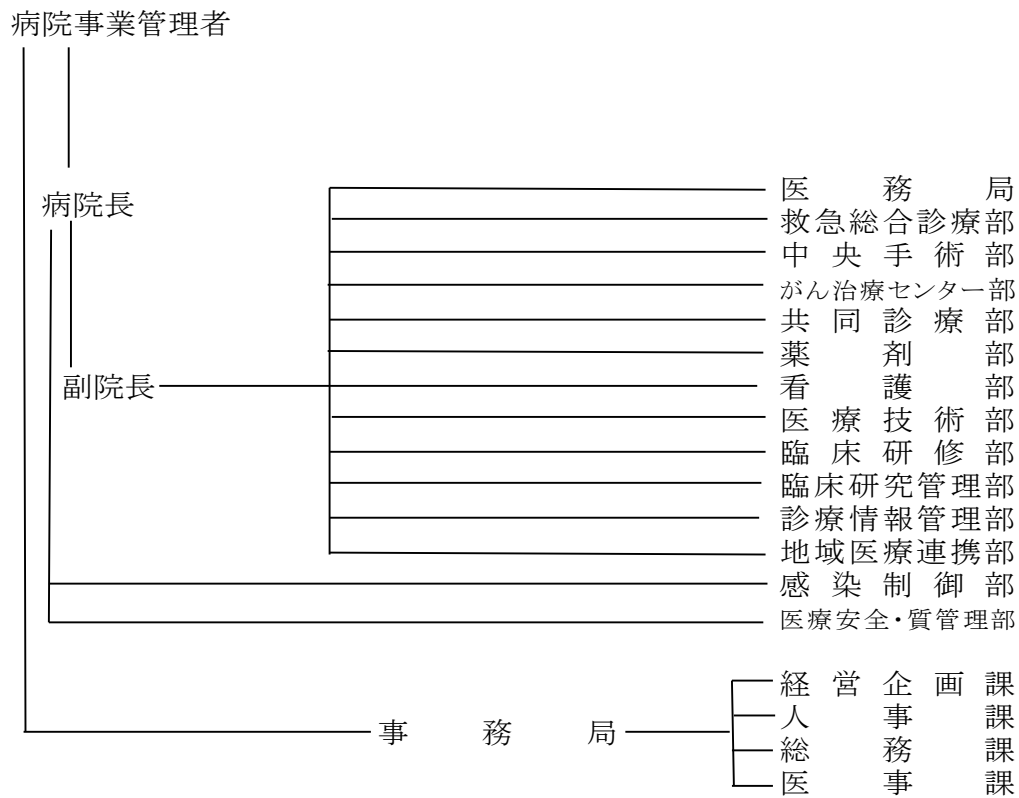 病院事業管理者
病院長
医務局
救急総合診療部
中央手術部
がん治療センター部
共同診療部
薬剤部
副院長
看護部
医療技術部
臨床研修部
臨床研究管理部
診療情報管理部
地域医療連携部
感染制御部
医療安全・質管理部
経営企画課
人事課
事務局
総務課
医事課